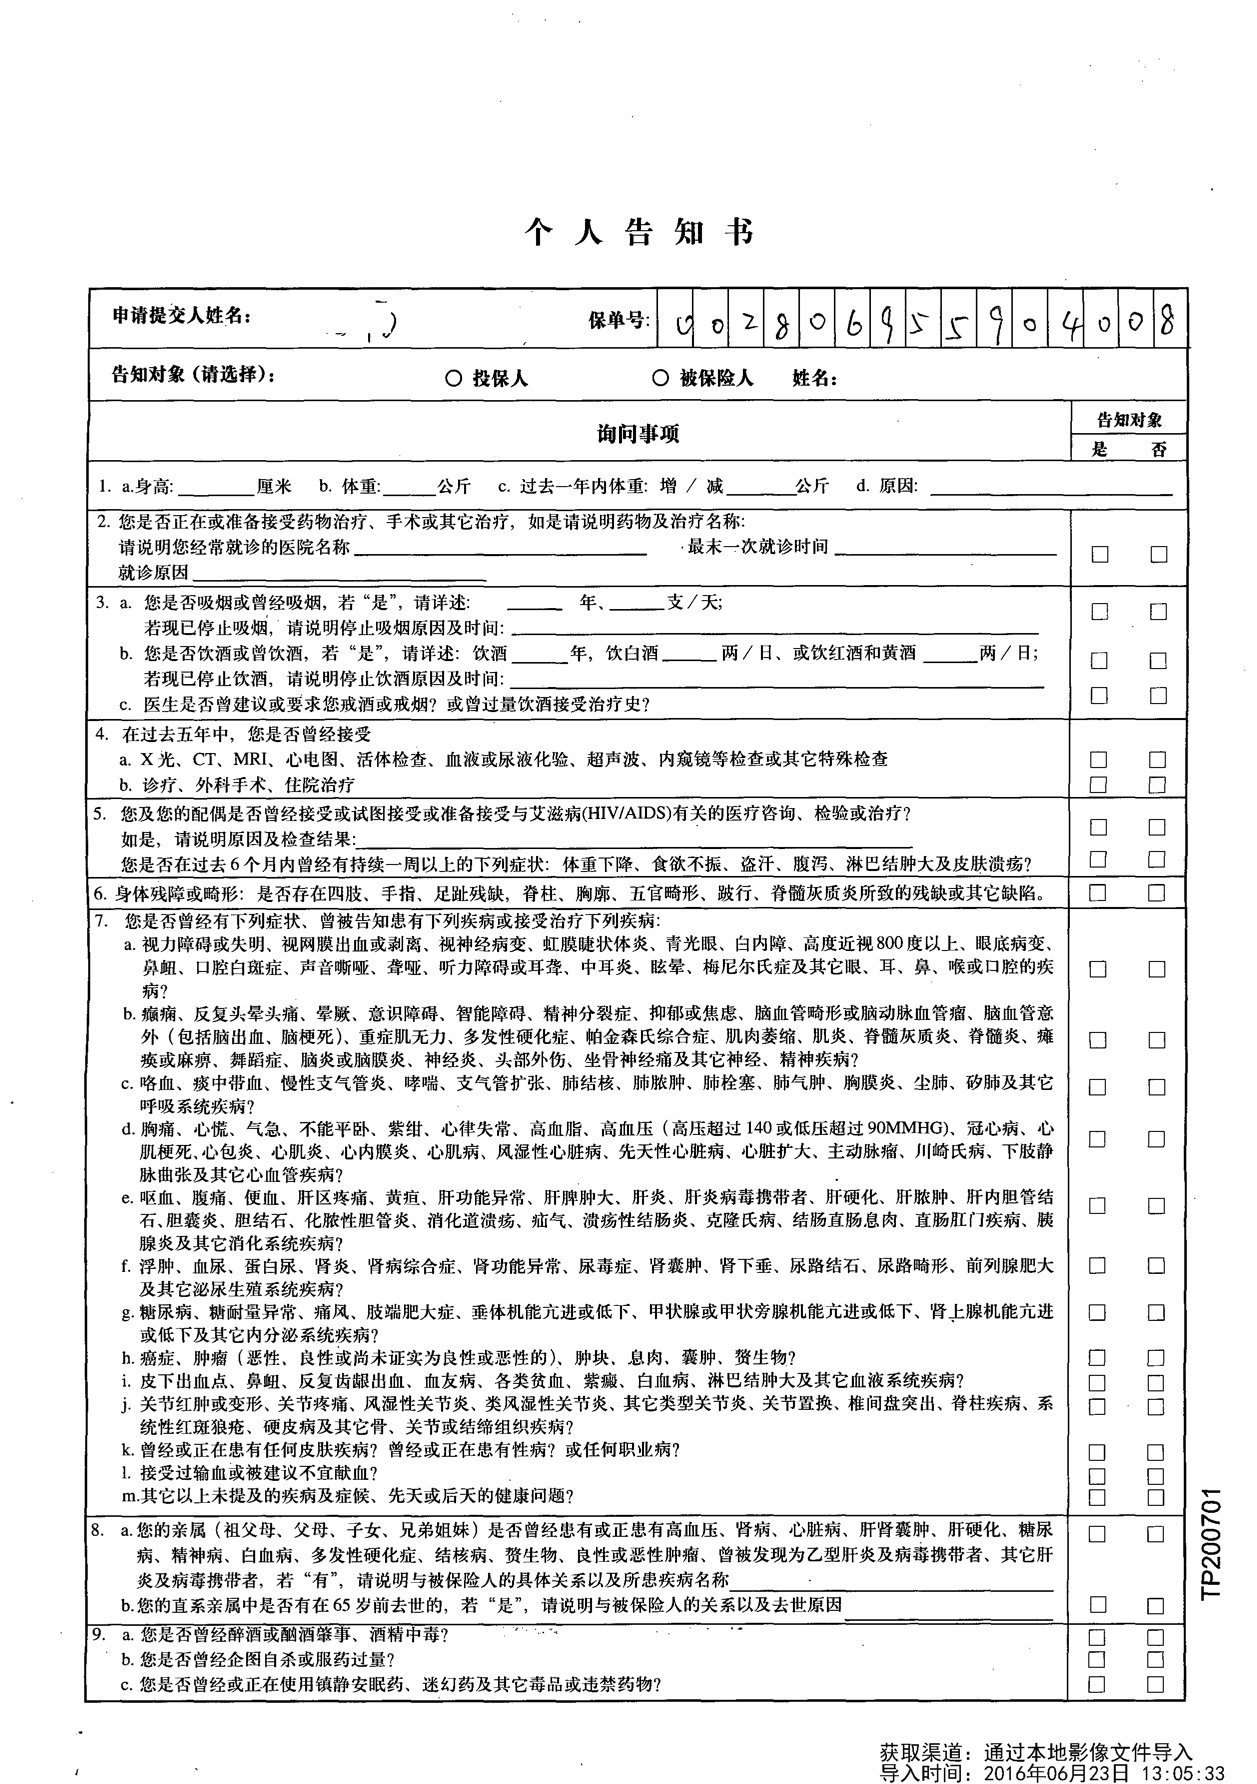 个人告知书
申请提交人姓名： 保单号: 002806955904008
告知对象（请选择）： ○ 投保人 ○ 被保险人 姓名：
询问事项 告知对象
是 否
1. a.身高:______厘米 b. 体重:____公斤 c. 过去一年内体重: 增 / 减______公斤 d. 原因: ______
2. 您是否正在或准备接受药物治疗、手术或其它治疗，如是请说明药物及治疗名称:
请说明您经常就诊的医院名称______ 最末一次就诊时间______ □ □
就诊原因______
3. a. 您是否吸烟或曾经吸烟，若“是”，请详述: ____ 年、____支/天; □ □
若现已停止吸烟，请说明停止吸烟原因及时间:______
b. 您是否饮酒或曾饮酒，若“是”，请详述: 饮酒____年，饮白酒____两/日、或饮红酒和黄酒____两/日; □ □
若现已停止饮酒，请说明停止饮酒原因及时间:______
c. 医生是否曾建议或要求您戒酒或戒烟？或曾过量饮酒接受治疗史？ □ □
4. 在过去五年中，您是否曾经接受
a. X光、CT、MRI、心电图、活体检查、血液或尿液化验、超声波、内窥镜等检查或其它特殊检查 □ □
b. 诊疗、外科手术、住院治疗 □ □
5. 您及您的配偶是否曾经接受或试图接受或准备接受与艾滋病(HIV/AIDS)有关的医疗咨询、检验或治疗？ □ □
如是，请说明原因及检查结果:______
您是否在过去6个月内曾经有持续一周以上的下列症状: 体重下降、食欲不振、盗汗、腹泻、淋巴结肿大及皮肤溃疡？ □ □
6. 身体残障或畸形: 是否存在四肢、手指、足趾残缺，脊柱、胸廓、五官畸形、跛行、脊髓灰质炎所致的残缺或其它缺陷。 □ □
7. 您是否曾经有下列症状、曾被告知患有下列疾病或接受治疗下列疾病:
a. 视力障碍或失明、视网膜出血或剥离、视神经病变、虹膜睫状体炎、青光眼、白内障、高度近视800度以上、眼底病变、
鼻衄、口腔白斑症、声音嘶哑、聋哑、听力障碍或耳聋、中耳炎、眩晕、梅尼尔氏症及其它眼、耳、鼻、喉或口腔的疾 □ □
病？
b. 癫痫、反复头晕头痛、晕厥、意识障碍、智能障碍、精神分裂症、抑郁或焦虑、脑血管畸形或脑动脉血管瘤、脑血管意
外（包括脑出血、脑梗死）、重症肌无力、多发性硬化症、帕金森氏综合症、肌肉萎缩、肌炎、脊髓灰质炎、脊髓炎、瘫 □ □
痪或麻痹、舞蹈症、脑炎或脑膜炎、神经炎、头部外伤、坐骨神经痛及其它神经、精神疾病？
c. 咯血、痰中带血、慢性支气管炎、哮喘、支气管扩张、肺结核、肺脓肿、肺栓塞、肺气肿、胸膜炎、尘肺、矽肺及其它 □ □
呼吸系统疾病？
d. 胸痛、心慌、气急、不能平卧、紫绀、心律失常、高血脂、高血压（高压超过140或低压超过90MMHG)、冠心病、心 □ □
肌梗死、心包炎、心肌炎、心内膜炎、心肌病、风湿性心脏病、先天性心脏病、心脏扩大、主动脉瘤、川崎氏病、下肢静
脉曲张及其它心血管疾病？
e. 呕血、腹痛、便血、肝区疼痛、黄疸、肝功能异常、肝脾肿大、肝炎、肝炎病毒携带者、肝硬化、肝脓肿、肝内胆管结 □ □
石、胆囊炎、胆结石、化脓性胆管炎、消化道溃疡、疝气、溃疡性结肠炎、克隆氏病、结肠直肠息肉、直肠肛门疾病、胰
腺炎及其它消化系统疾病？
f. 浮肿、血尿、蛋白尿、肾炎、肾病综合症、肾功能异常、尿毒症、肾囊肿、肾下垂、尿路结石、尿路畸形、前列腺肥大 □ □
及其它泌尿生殖系统疾病？
g. 糖尿病、糖耐量异常、痛风、肢端肥大症、垂体机能亢进或低下、甲状腺或甲状旁腺机能亢进或低下、肾上腺机能亢进 □ □
或低下及其它内分泌系统疾病？
h. 癌症、肿瘤（恶性、良性或尚未证实为良性或恶性的）、肿块、息肉、囊肿、赘生物？ □ □
i. 皮下出血点、鼻衄、反复齿龈出血、血友病、各类贫血、紫癜、白血病、淋巴结肿大及其它血液系统疾病？ □ □
j. 关节红肿或变形、关节疼痛、风湿性关节炎、类风湿性关节炎、其它类型关节炎、关节置换、椎间盘突出、脊柱疾病、系 □ □
统性红斑狼疮、硬皮病及其它骨、关节或结缔组织疾病？
k. 曾经或正在患有任何皮肤疾病？曾经或正在患有性病？或任何职业病？ □ □
l. 接受过输血或被建议不宜献血？ □ □
m.其它以上未提及的疾病及症候、先天或后天的健康问题？ □ □
8. a.您的亲属（祖父母、父母、子女、兄弟姐妹）是否曾经患有或正患有高血压、肾病、心脏病、肝肾囊肿、肝硬化、糖尿 □ □
病、精神病、白血病、多发性硬化症、结核病、赘生物、良性或恶性肿瘤、曾被发现为乙型肝炎及病毒携带者、其它肝
炎及病毒携带者，若“有”，请说明与被保险人的具体关系以及所患疾病名称______
b.您的直系亲属中是否有在65岁前去世的，若“是”，请说明与被保险人的关系以及去世原因______ □ □
9. a. 您是否曾经醉酒或酗酒肇事、酒精中毒？ □ □
b. 您是否曾经企图自杀或服药过量？ □ □
c. 您是否曾经或正在使用镇静安眠药、迷幻药及其它毒品或违禁药物？ □ □
TP200701
获取渠道：通过本地影像文件导入
导入时间：2016年06月23日 13:05:33